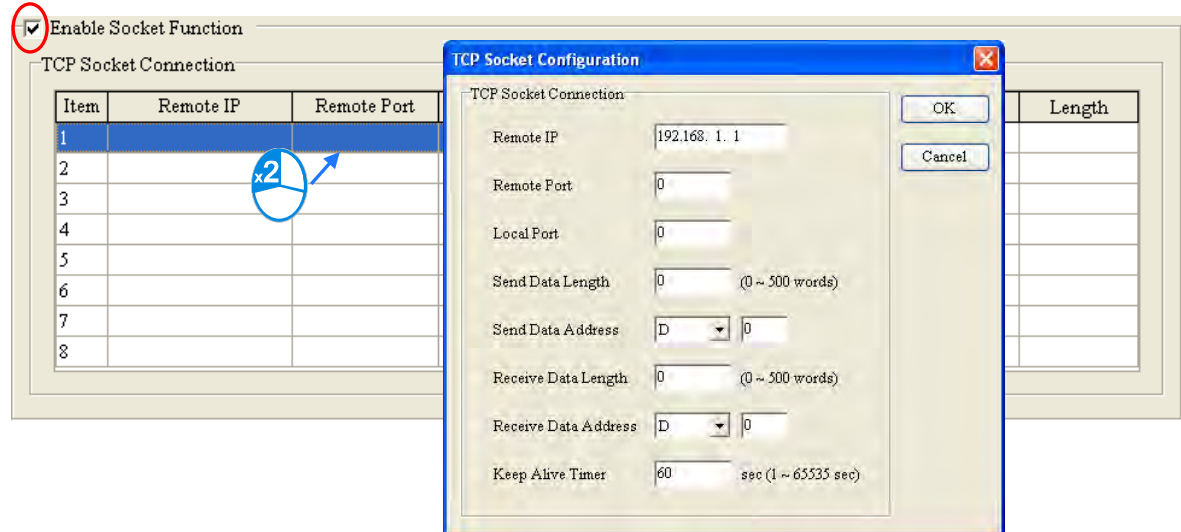 Enable Socket Function
TCP Socket Connection
Item Remote IP Remote Port Length
1
2
3
4
5
6
7
8
x2
TCP Socket Configuration
TCP Socket Connection
OK
Cancel
Remote IP 192.168. 1. 1
Remote Port 0
Local Port 0
Send Data Length 0 (0 ~ 500 words)
Send Data Address D 0
Receive Data Length 0 (0 ~ 500 words)
Receive Data Address D 0
Keep Alive Timer 60 sec (1 ~ 65535 sec)